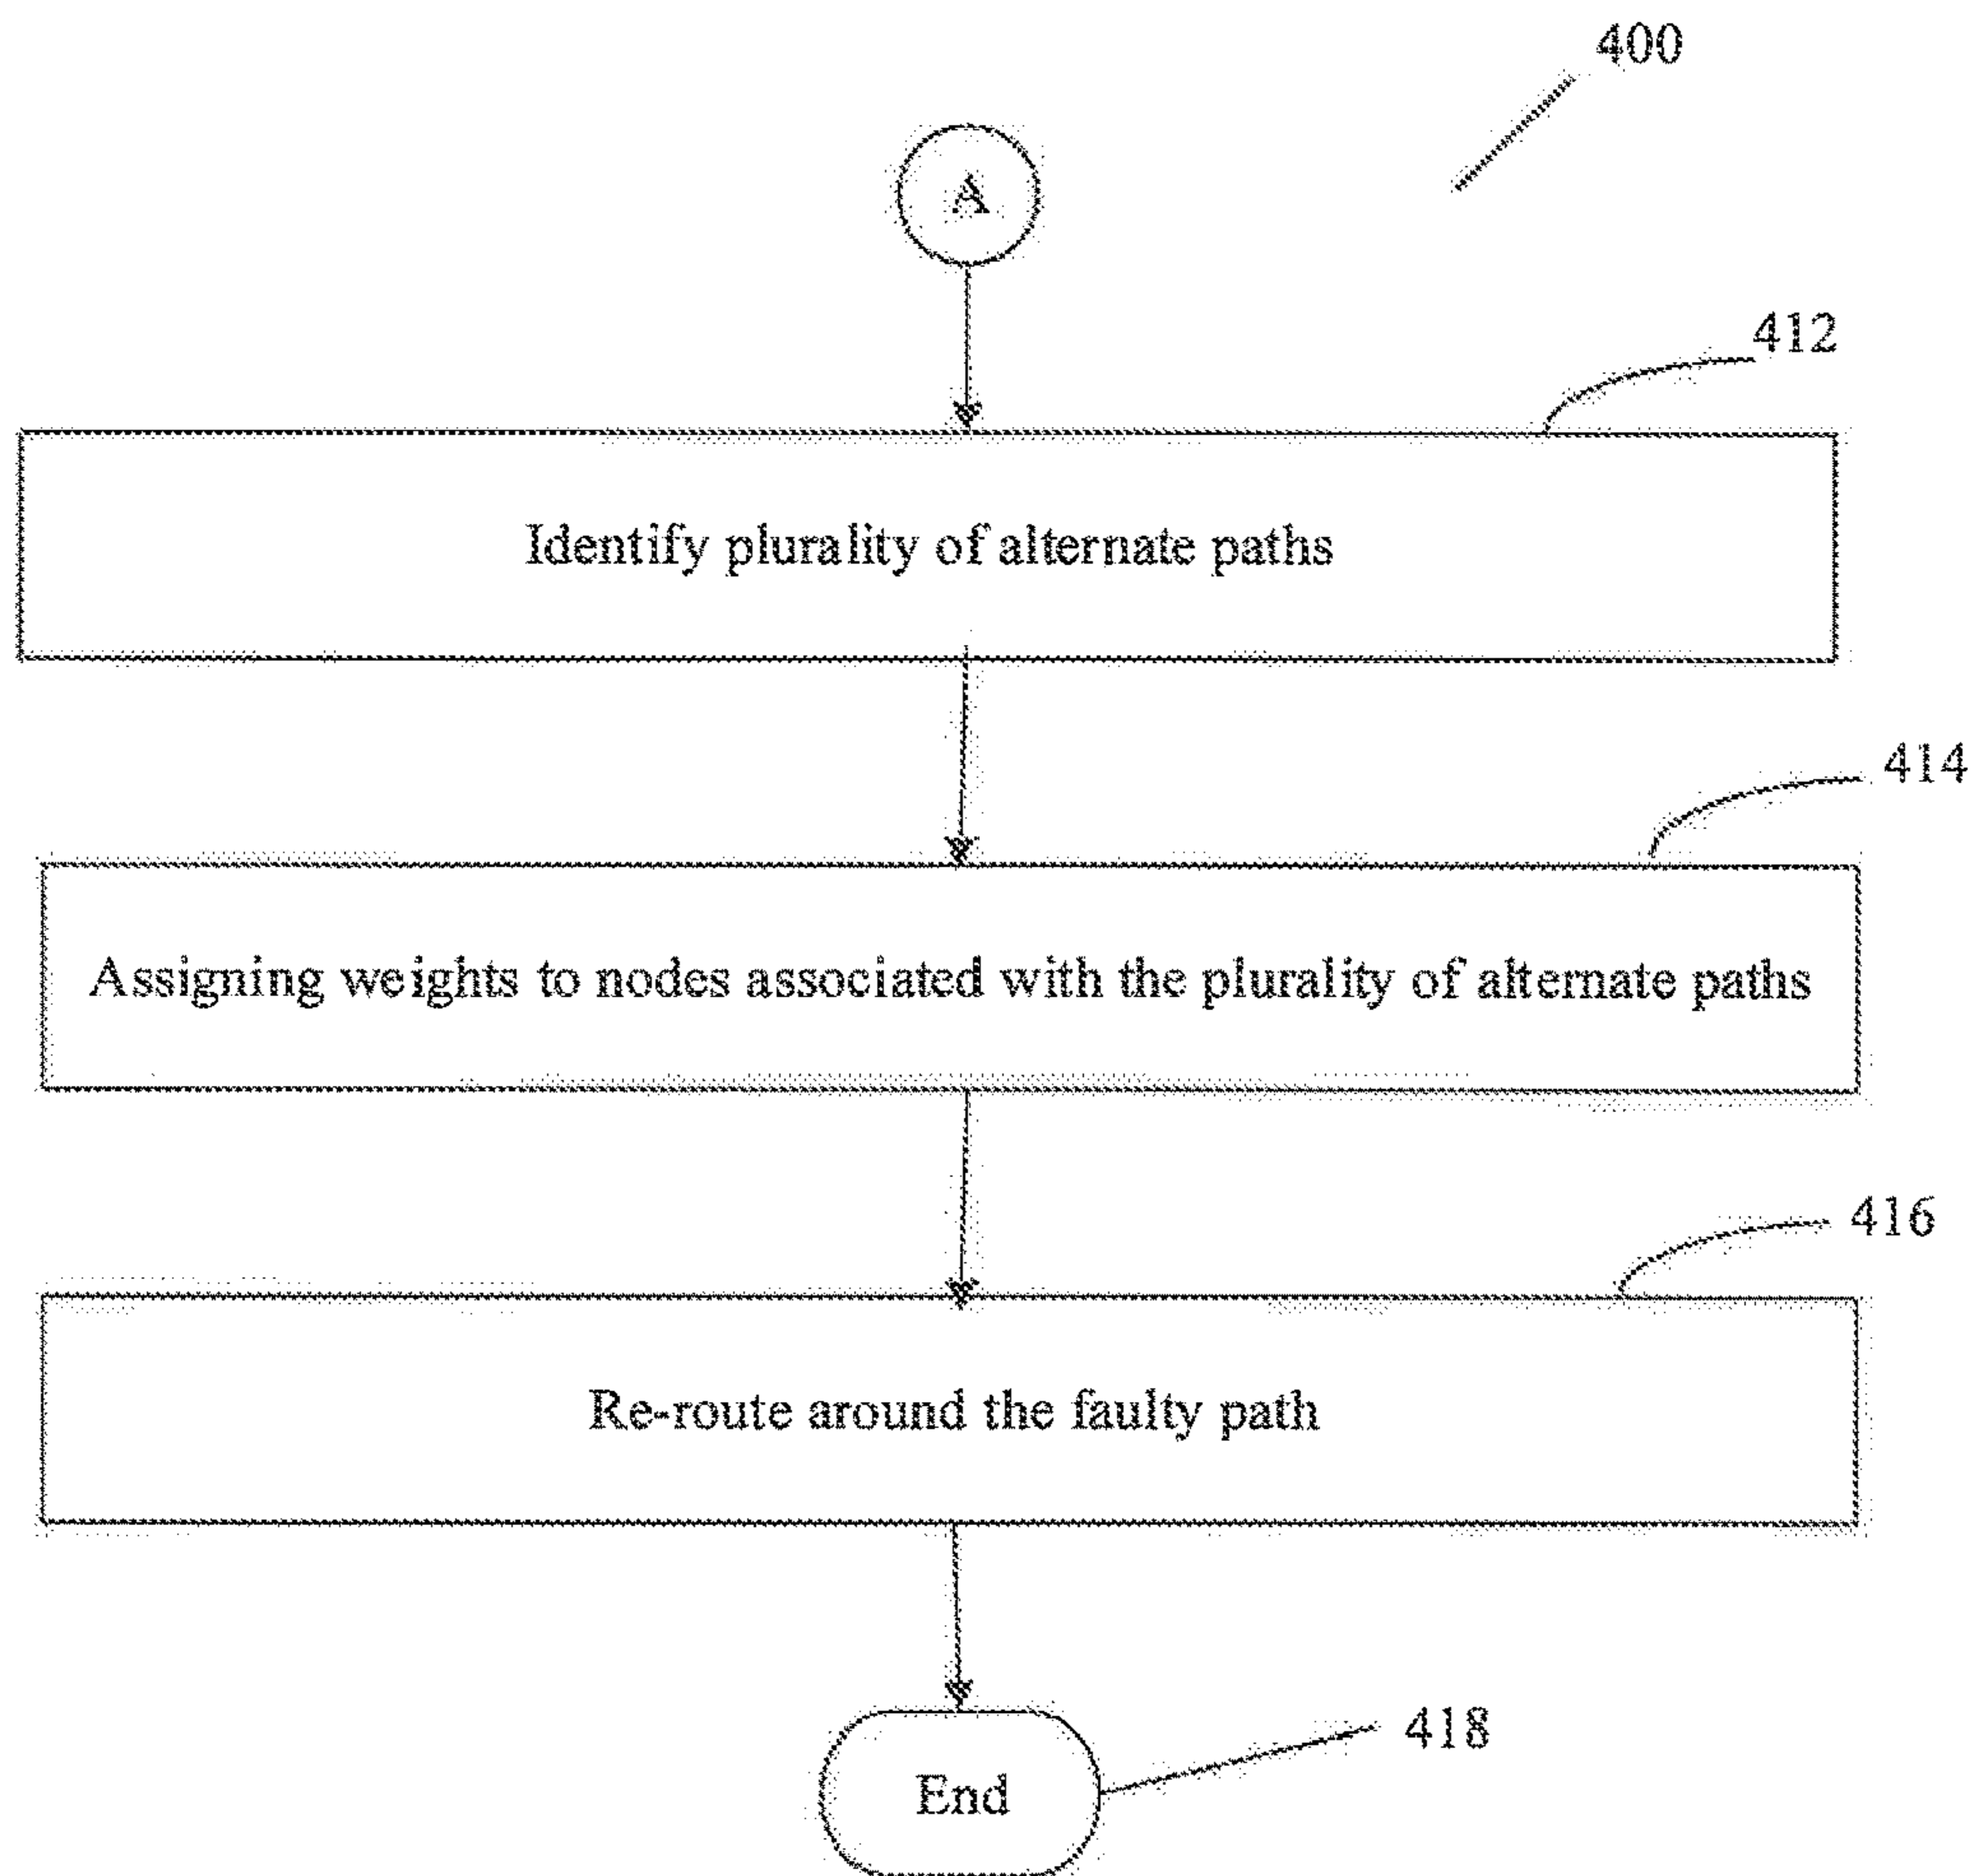 400
A
412
Identify plurality of alternate paths
414
Assigning weights to nodes associated with the plurality of alternate paths
416
Re-route around the faulty path
418
End